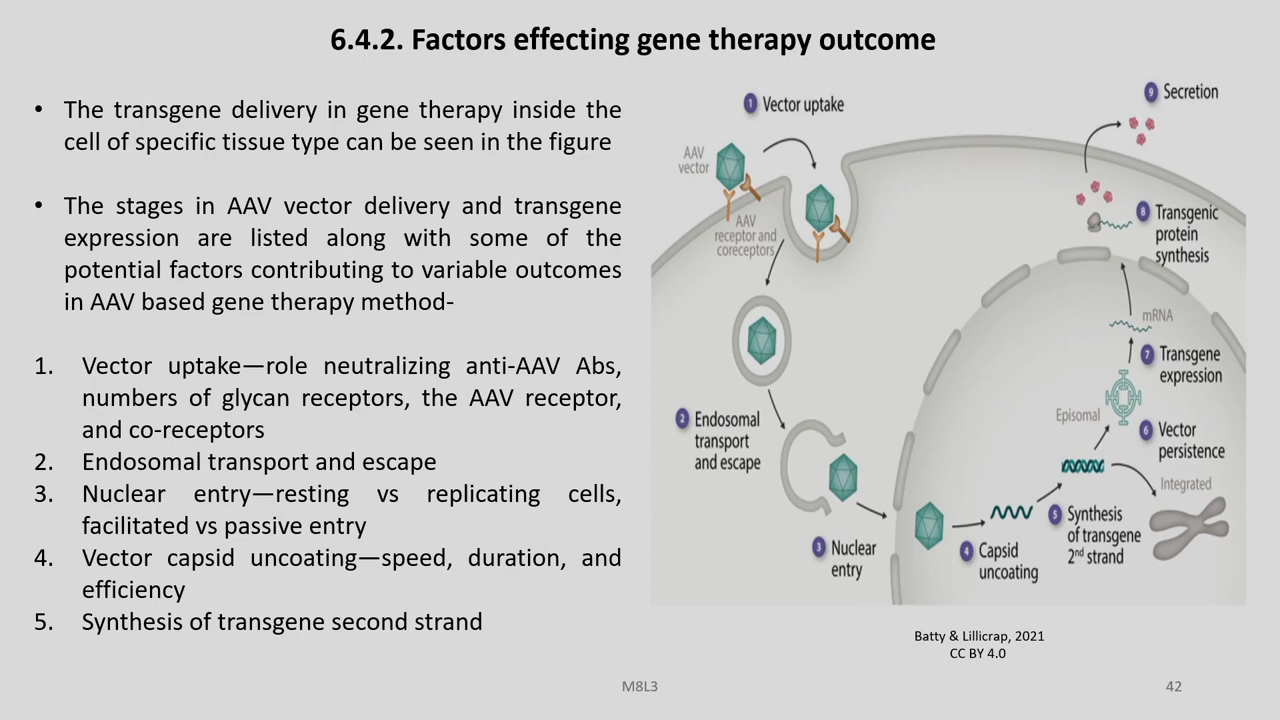 6.4.2. Factors effecting gene therapy outcome
• The transgene delivery in gene therapy inside the
cell of specific tissue type can be seen in the figure
• The stages in AAV vector delivery and transgene
expression are listed along with some of the
potential factors contributing to variable outcomes
in AAV based gene therapy method-
1. Vector uptake—role neutralizing anti-AAV Abs,
numbers of glycan receptors, the AAV receptor,
and co-receptors
2. Endosomal transport and escape
3. Nuclear entry—resting vs replicating cells,
facilitated vs passive entry
4. Vector capsid uncoating—speed, duration, and
efficiency
5. Synthesis of transgene second strand
1 Vector uptake
AAV
vector
AAV
receptor and
coreceptors
2 Endosomal
transport
and escape
3 Nuclear
entry
4 Capsid
uncoating
5 Synthesis
of transgene
2nd strand
6 Vector
persistence
Episomal
Integrated
7 Transgene
expression
mRNA
8 Transgenic
protein
synthesis
9 Secretion
Batty & Lillicrap, 2021
CC BY 4.0
M8L3
42